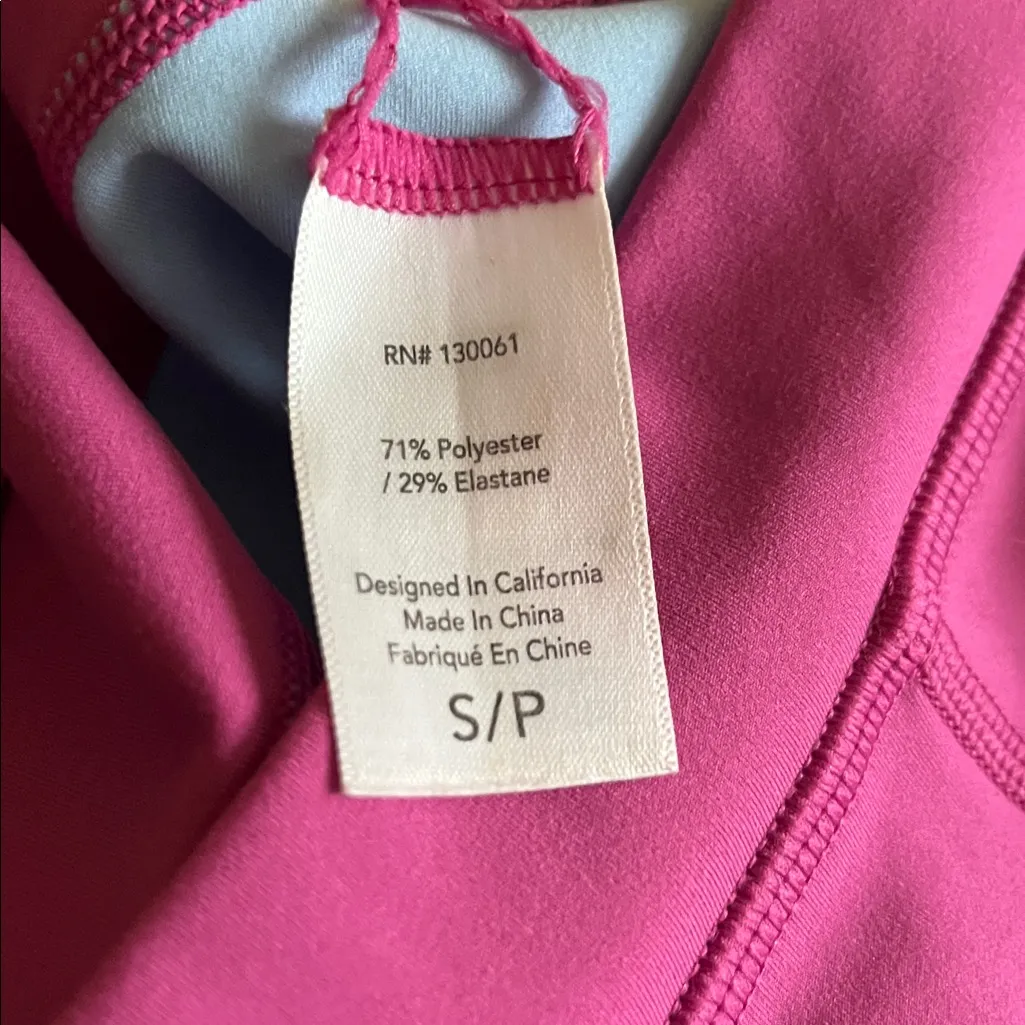 RN# 130061
71% Polyester
/ 29% Elastane
Designed In California
Made In China
Fabriqué En Chine
S/P